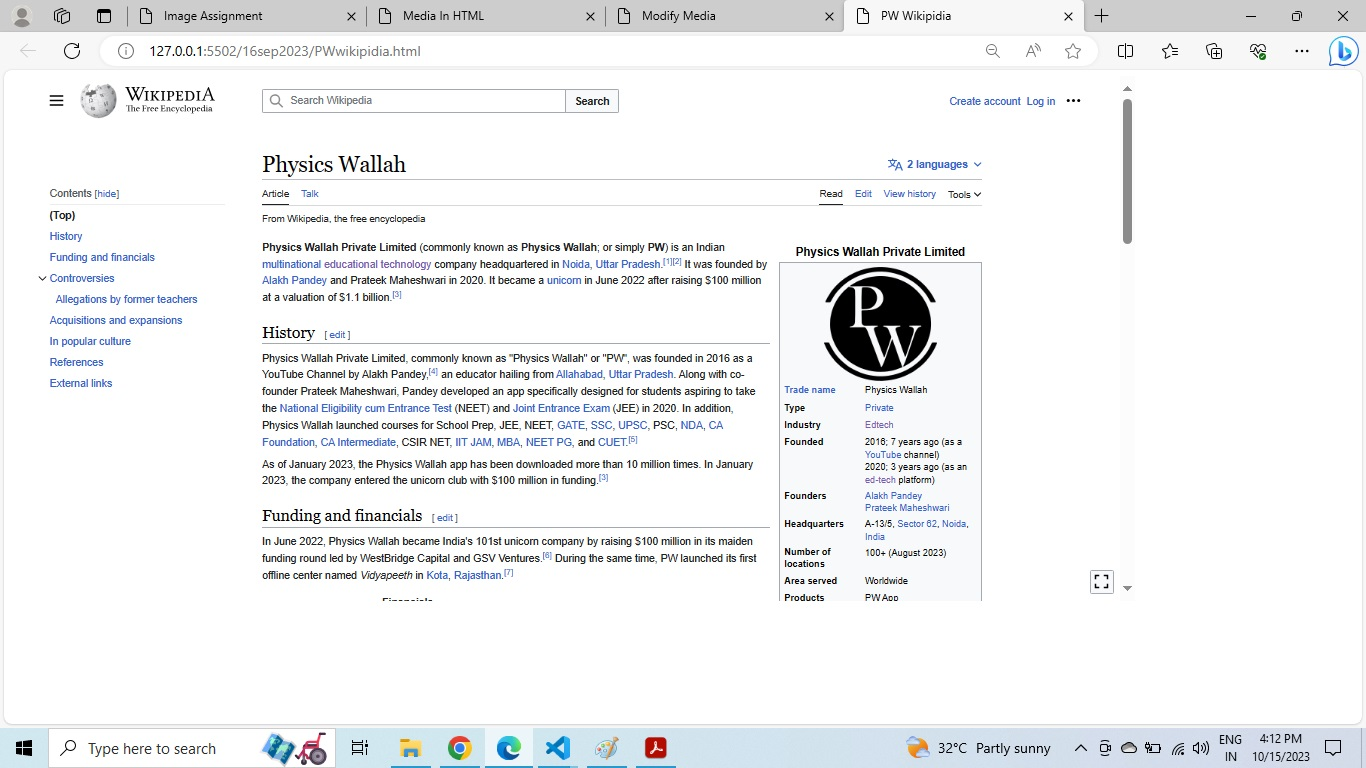 Image Assignment
Media In HTML
Modify Media
PW Wikipidia
127.0.0.1:5502/16sep2023/PWwikipidia.html
WIKIPEDIA
The Free Encyclopedia
Search Wikipedia
Search
Create account Log in
Physics Wallah
2 languages
Contents [hide]
(Top)
History
Funding and financials
Controversies
Allegations by former teachers
Acquisitions and expansions
In popular culture
References
External links
Article Talk
Read Edit View history Tools
From Wikipedia, the free encyclopedia
Physics Wallah Private Limited (commonly known as Physics Wallah; or simply PW) is an Indian
multinational educational technology company headquartered in Noida, Uttar Pradesh.[1][2] It was founded by
Alakh Pandey and Prateek Maheshwari in 2020. It became a unicorn in June 2022 after raising $100 million
at a valuation of $1.1 billion.[3]
History [ edit ]
Physics Wallah Private Limited, commonly known as "Physics Wallah" or "PW", was founded in 2016 as a
YouTube Channel by Alakh Pandey,[4] an educator hailing from Allahabad, Uttar Pradesh. Along with co-
founder Prateek Maheshwari, Pandey developed an app specifically designed for students aspiring to take
the National Eligibility cum Entrance Test (NEET) and Joint Entrance Exam (JEE) in 2020. In addition,
Physics Wallah launched courses for School Prep, JEE, NEET, GATE, SSC, UPSC, PSC, NDA, CA
Foundation, CA Intermediate, CSIR NET, IIT JAM, MBA, NEET PG, and CUET.[5]
As of January 2023, the Physics Wallah app has been downloaded more than 10 million times. In January
2023, the company entered the unicorn club with $100 million in funding.[3]
Funding and financials [ edit ]
In June 2022, Physics Wallah became India's 101st unicorn company by raising $100 million in its maiden
funding round led by WestBridge Capital and GSV Ventures.[6] During the same time, PW launched its first
offline center named Vidyapeeth in Kota, Rajasthan.[7]
Financials
Physics Wallah Private Limited
PW
Trade name Physics Wallah
Type Private
Industry Edtech
Founded 2016; 7 years ago (as a
YouTube channel)
2020; 3 years ago (as an
ed-tech platform)
Founders Alakh Pandey
Prateek Maheshwari
Headquarters A-13/5, Sector 62, Noida,
India
Number of 100+ (August 2023)
locations
Area served Worldwide
Products PW App
Type here to search
32°C Partly sunny
ENG
IN
4:12 PM
10/15/2023